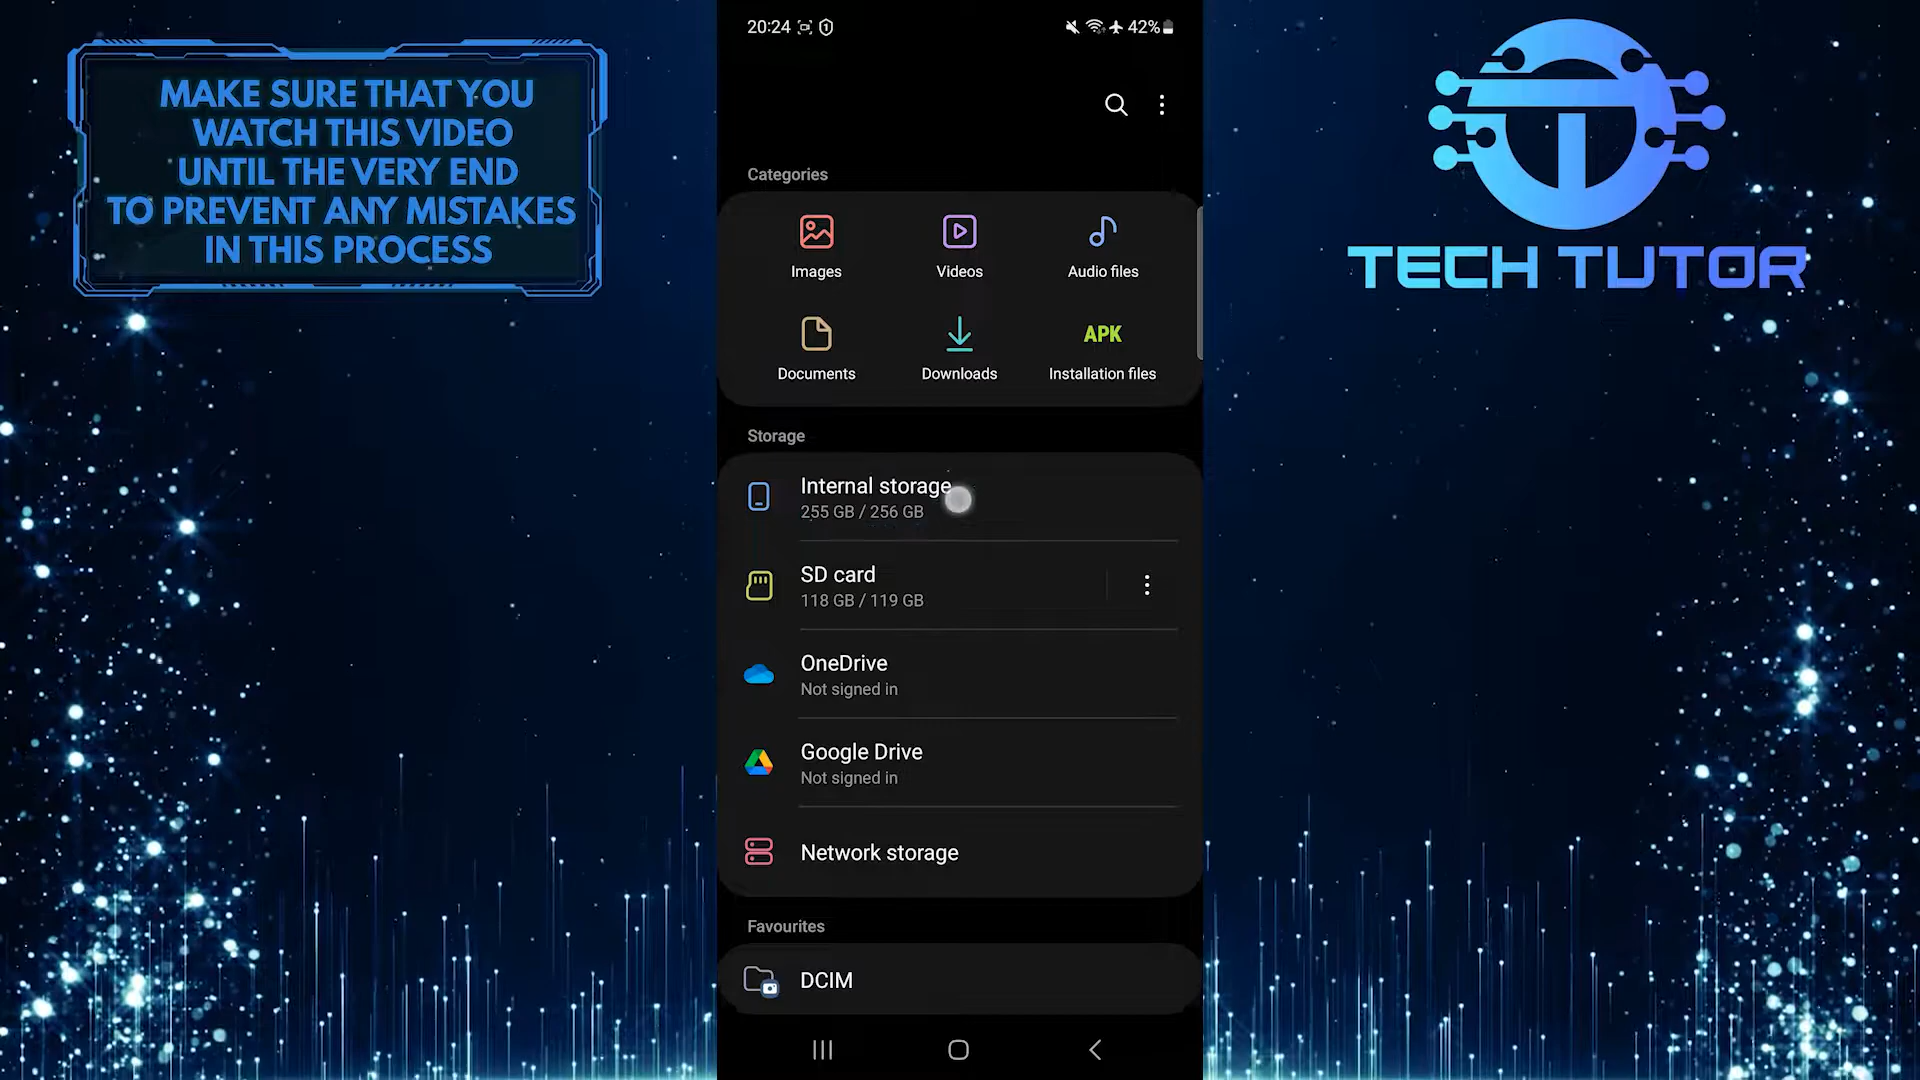 MAKE SURE THAT YOU
WATCH THIS VIDEO
UNTIL THE VERY END
TO PREVENT ANY MISTAKES
IN THIS PROCESS
20:24
42%
Categories
Images
Videos
Audio files
APK
Documents
Downloads
Installation files
Storage
Internal storage
255 GB / 256 GB
SD card
118 GB / 119 GB
OneDrive
Not signed in
Google Drive
Not signed in
Network storage
Favourites
DCIM
TECH TUTOR